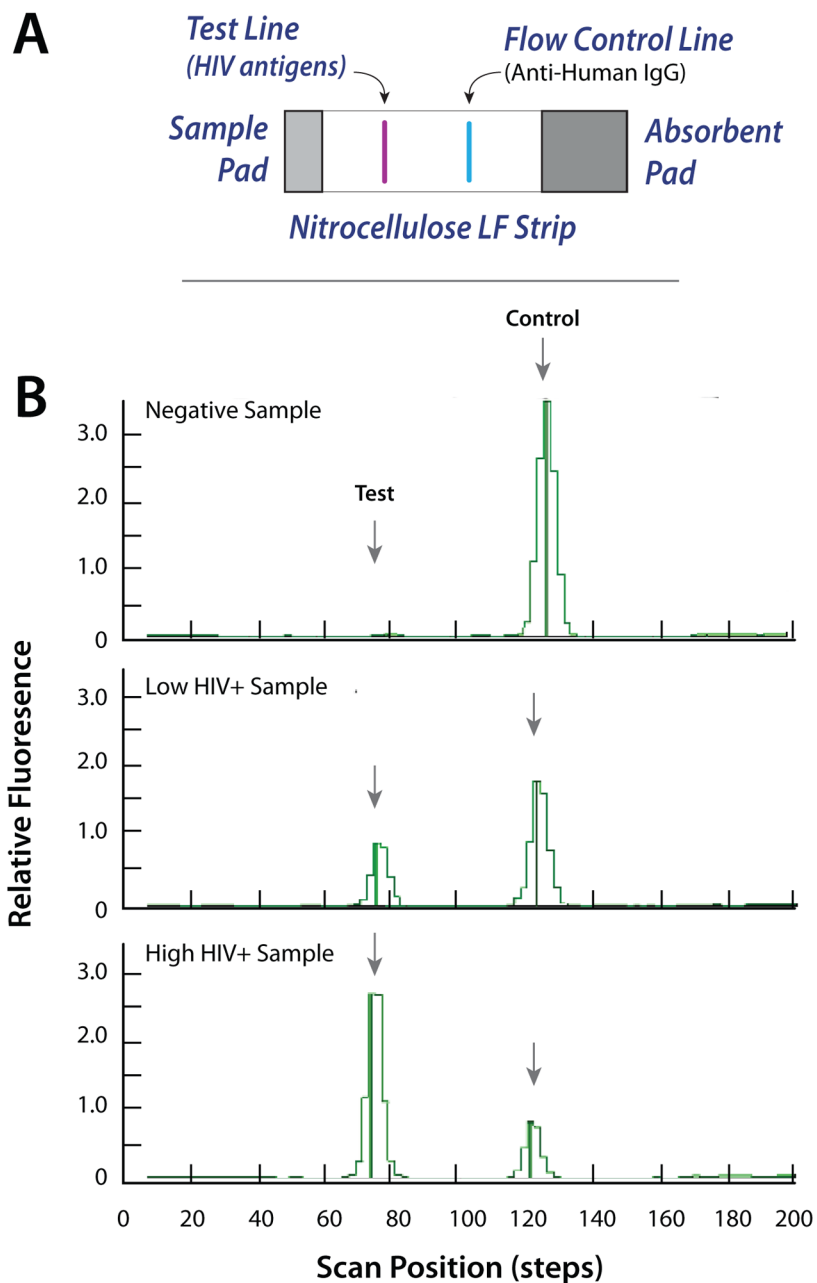 A
Test Line
(HIV antigens)
Flow Control Line
(Anti-Human IgG)
Sample
Pad
Absorbent
Pad
Nitrocellulose LF Strip
Control
B
Negative Sample
Test
3.0
2.0
1.0
0
Low HIV+ Sample
3.0
2.0
1.0
0
High HIV+ Sample
3.0
2.0
1.0
0
Relative Fluoresence
0 20 40 60 80 100 120 140 160 180 200
Scan Position (steps)